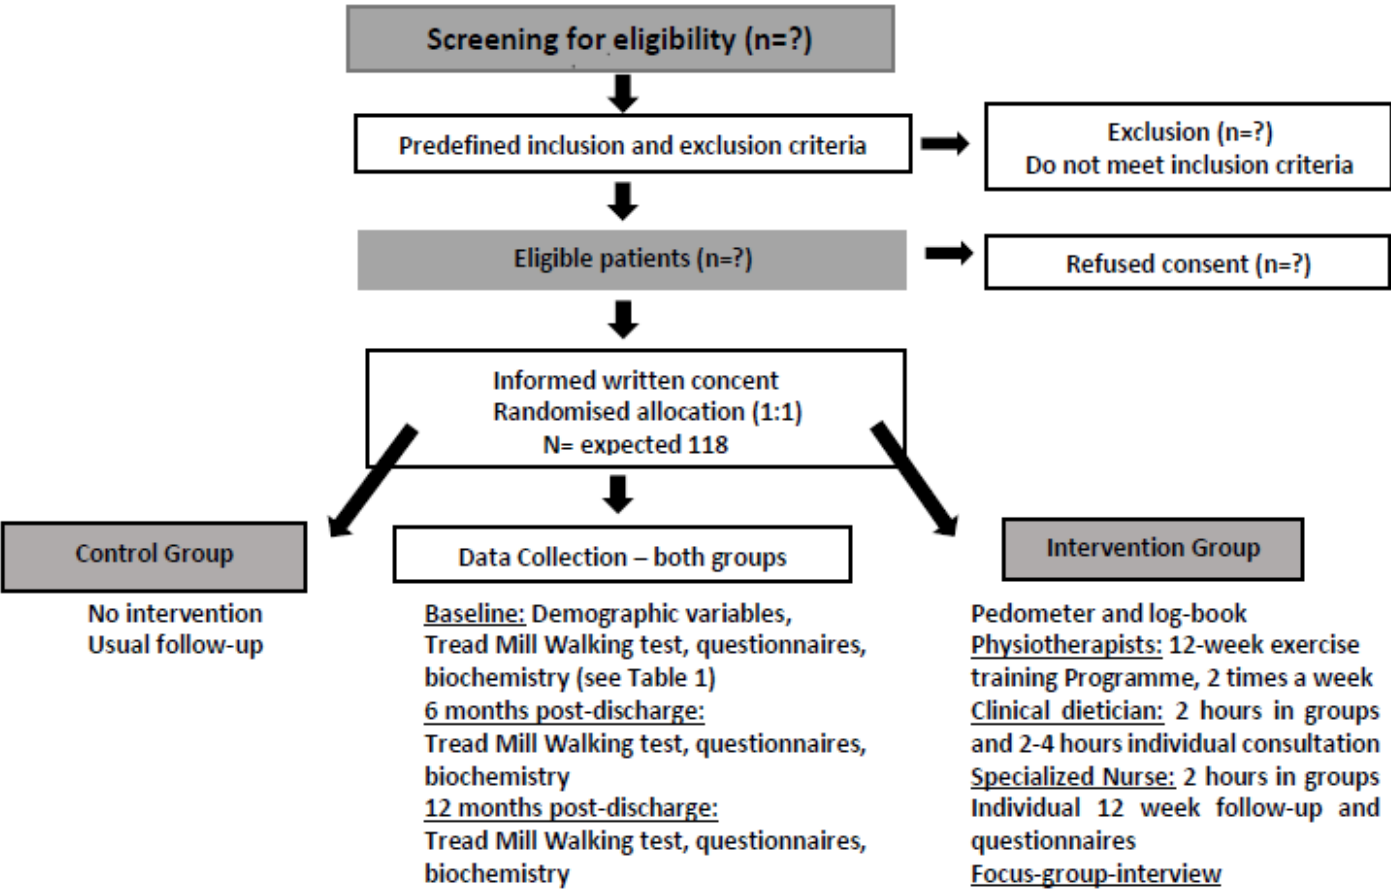 Screening for eligibility (n=?)
Predefined inclusion and exclusion criteria
Exclusion (n=?)
Do not meet inclusion criteria
Eligible patients (n=?)
Refused consent (n=?)
Informed written concent
Randomised allocation (1:1)
N= expected 118
Control Group
No intervention
Usual follow-up
Data Collection – both groups
Baseline: Demographic variables,
Tread Mill Walking test, questionnaires,
biochemistry (see Table 1)
6 months post-discharge:
Tread Mill Walking test, questionnaires,
biochemistry
12 months post-discharge:
Tread Mill Walking test, questionnaires,
biochemistry
Intervention Group
Pedometer and log-book
Physiotherapists: 12-week exercise
training Programme, 2 times a week
Clinical dietician: 2 hours in groups
and 2-4 hours individual consultation
Specialized Nurse: 2 hours in groups
Individual 12 week follow-up and
questionnaires
Focus-group-interview